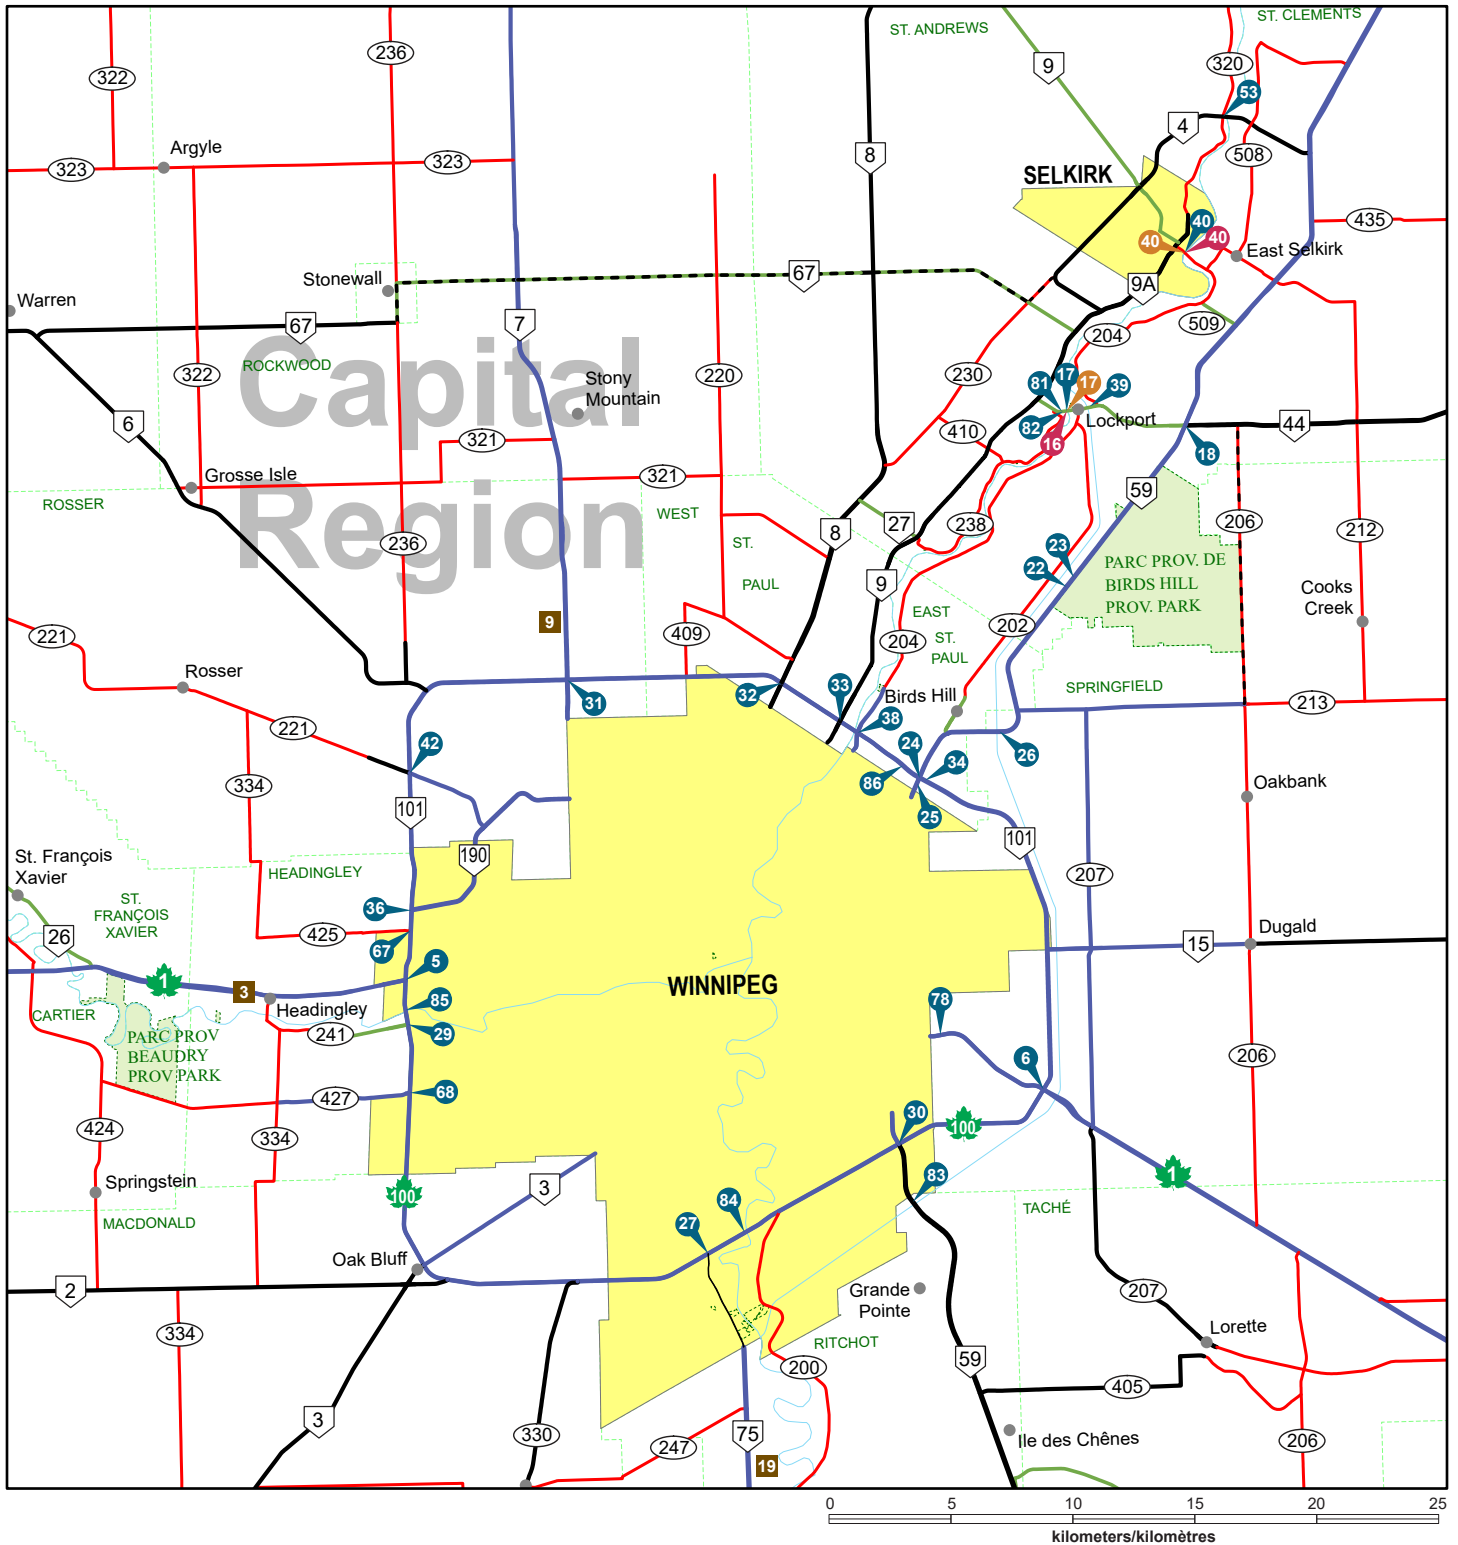 ST. CLEMENTS
ST. ANDREWS
236
320
322
9
53
4
Argyle
8
323
323
508
SELKIRK
40
435
40
40
East Selkirk
67
Stonewall
9A
Warren
67
7
509
204
Capital
ROCKWOOD
322
Stony
Mountain
220
230
81
17
17
39
Lockport
82
6
410
44
321
16
18
Grosse Isle
321
59
Region
ROSSER
WEST
ST.
PAUL
27
238
206
212
8
236
23
22
PARC PROV. DE
BIRDS HILL
PROV. PARK
9
Cooks
Creek
EAST
ST.
PAUL
9
202
221
409
204
Rosser
SPRINGFIELD
31
32
33
Birds Hill
213
221
38
42
24
34
26
334
86
Oakbank
101
25
101
St. François
Xavier
190
HEADINGLEY
207
ST.
FRANÇOIS
XAVIER
36
425
26
67
Dugald
15
5
1
3
WINNIPEG
Headingley
85
78
CARTIER
241
29
PARC PROV
BEAUDRY
PROV PARK
206
6
427
68
30
424
334
100
1
Springstein
3
83
100
84
MACDONALD
TACHÉ
27
Oak Bluff
2
Grande
Pointe
207
334
Lorette
RITCHOT
200
59
405
3
330
247
75
Ile des Chênes
206
19
0 5 10 15 20 25
kilometers/kilomètres